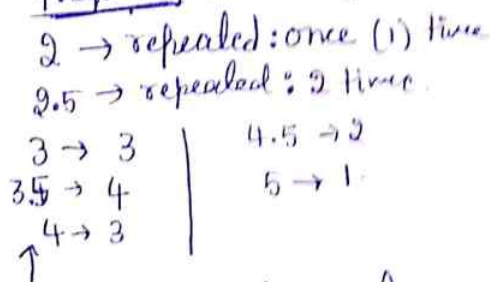 2 → repeated : once (1) time
2.5 → repeated : 2 time
3 → 3
3.5 → 4
4 → 3
4.5 → 2
5 → 1